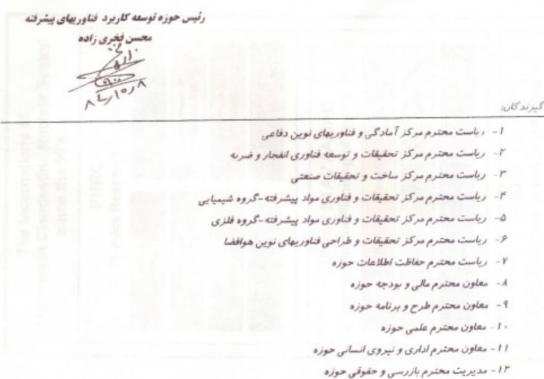 رئیس حوزه توسعه کاربرد فناوریهای پیشرفته
محسن فخری زاده
گیرندگان:
۱- ریاست محترم مرکز آمادگی و فناوریهای نوین دفاعی
۲- ریاست محترم مرکز تحقیقات و توسعه فناوری انفجار و ضربه
۳- ریاست محترم مرکز ساخت و تحقیقات صنعتی
۴- ریاست محترم مرکز تحقیقات و فناوری مواد پیشرفته-گروه شیمیایی
۵- ریاست محترم مرکز تحقیقات و فناوری مواد پیشرفته-گروه فلزی
۶- ریاست محترم مرکز تحقیقات و طراحی فناوریهای نوین هوافضا
۷- ریاست محترم حفاظت اطلاعات حوزه
۸- معاون محترم مالی و بودجه حوزه
۹- معاون محترم طرح و برنامه حوزه
۱۰- معاون محترم علمی حوزه
۱۱- معاون محترم اداری و نیروی انسانی حوزه
۱۲- مدیریت محترم بازرسی و حقوقی حوزه